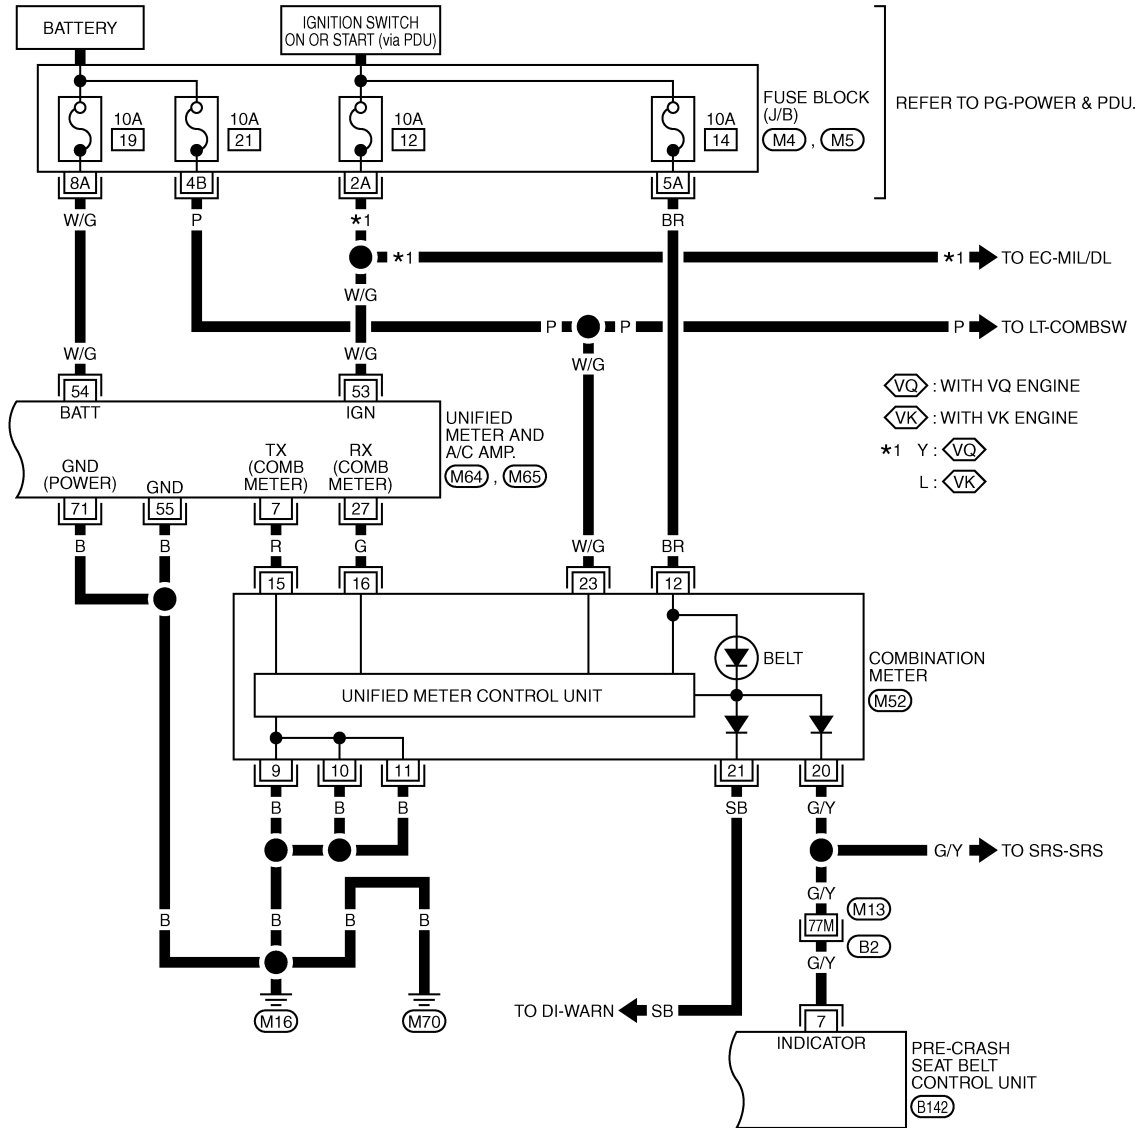 BATTERY
IGNITION SWITCH
ON OR START (via PDU)
10A
19
10A
21
10A
12
10A
14
FUSE BLOCK
(J/B)
M4 , M5
REFER TO PG-POWER & PDU.
8A
4B
2A
5A
W/G
P
*1
BR
*1
*1
TO EC-MIL/DL
W/G
P
P
P
TO LT-COMBSW
W/G
W/G
W/G
54
53
BATT
IGN
VQ : WITH VQ ENGINE
VK : WITH VK ENGINE
*1 Y : VQ
L : VK
UNIFIED
METER AND
A/C AMP.
M64 , M65
GND
(POWER)
GND
TX
(COMB
METER)
RX
(COMB
METER)
71
55
7
27
B
B
R
G
W/G
BR
15
16
23
12
BELT
COMBINATION
METER
M52
UNIFIED METER CONTROL UNIT
9
10
11
21
20
B
B
B
SB
G/Y
G/Y
TO SRS-SRS
G/Y
M13
77M
B2
G/Y
B
B
B
B
M16
M70
TO DI-WARN
SB
7
INDICATOR
PRE-CRASH
SEAT BELT
CONTROL UNIT
B142